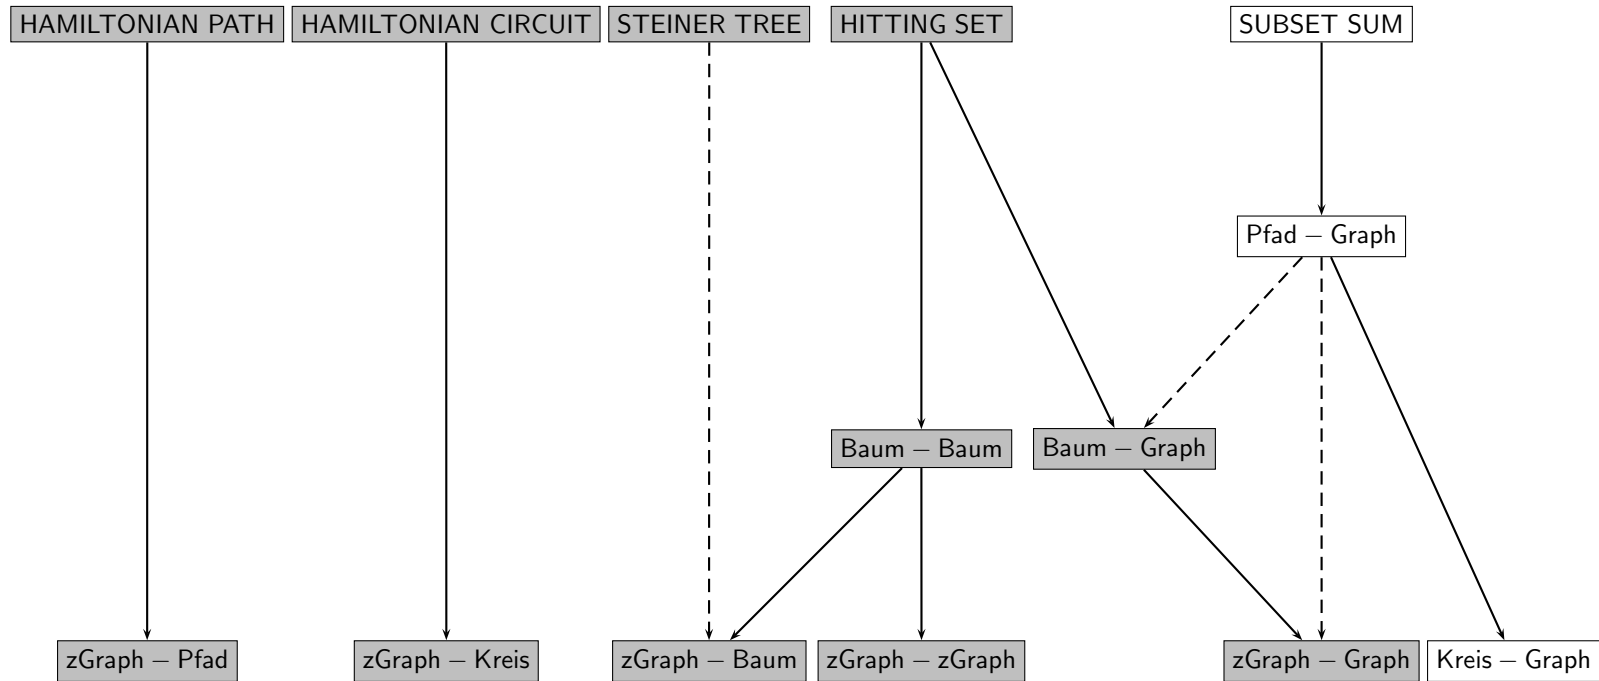 HAMILTONIAN PATH
HAMILTONIAN CIRCUIT
STEINER TREE
HITTING SET
SUBSET SUM
Pfad – Graph
Baum – Baum
Baum – Graph
zGraph – Pfad
zGraph – Kreis
zGraph – Baum
zGraph – zGraph
zGraph – Graph
Kreis – Graph